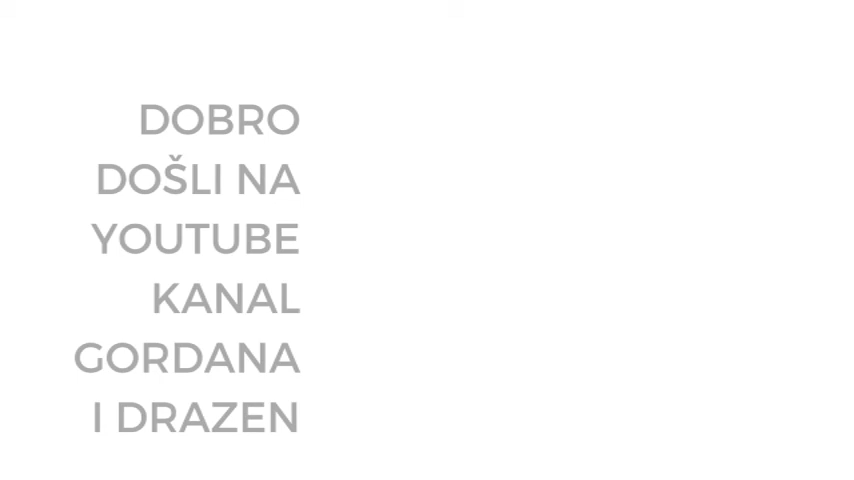 DOBRO
DOŠLI NA
YOUTUBE
KANAL
GORDANA
I DRAZEN